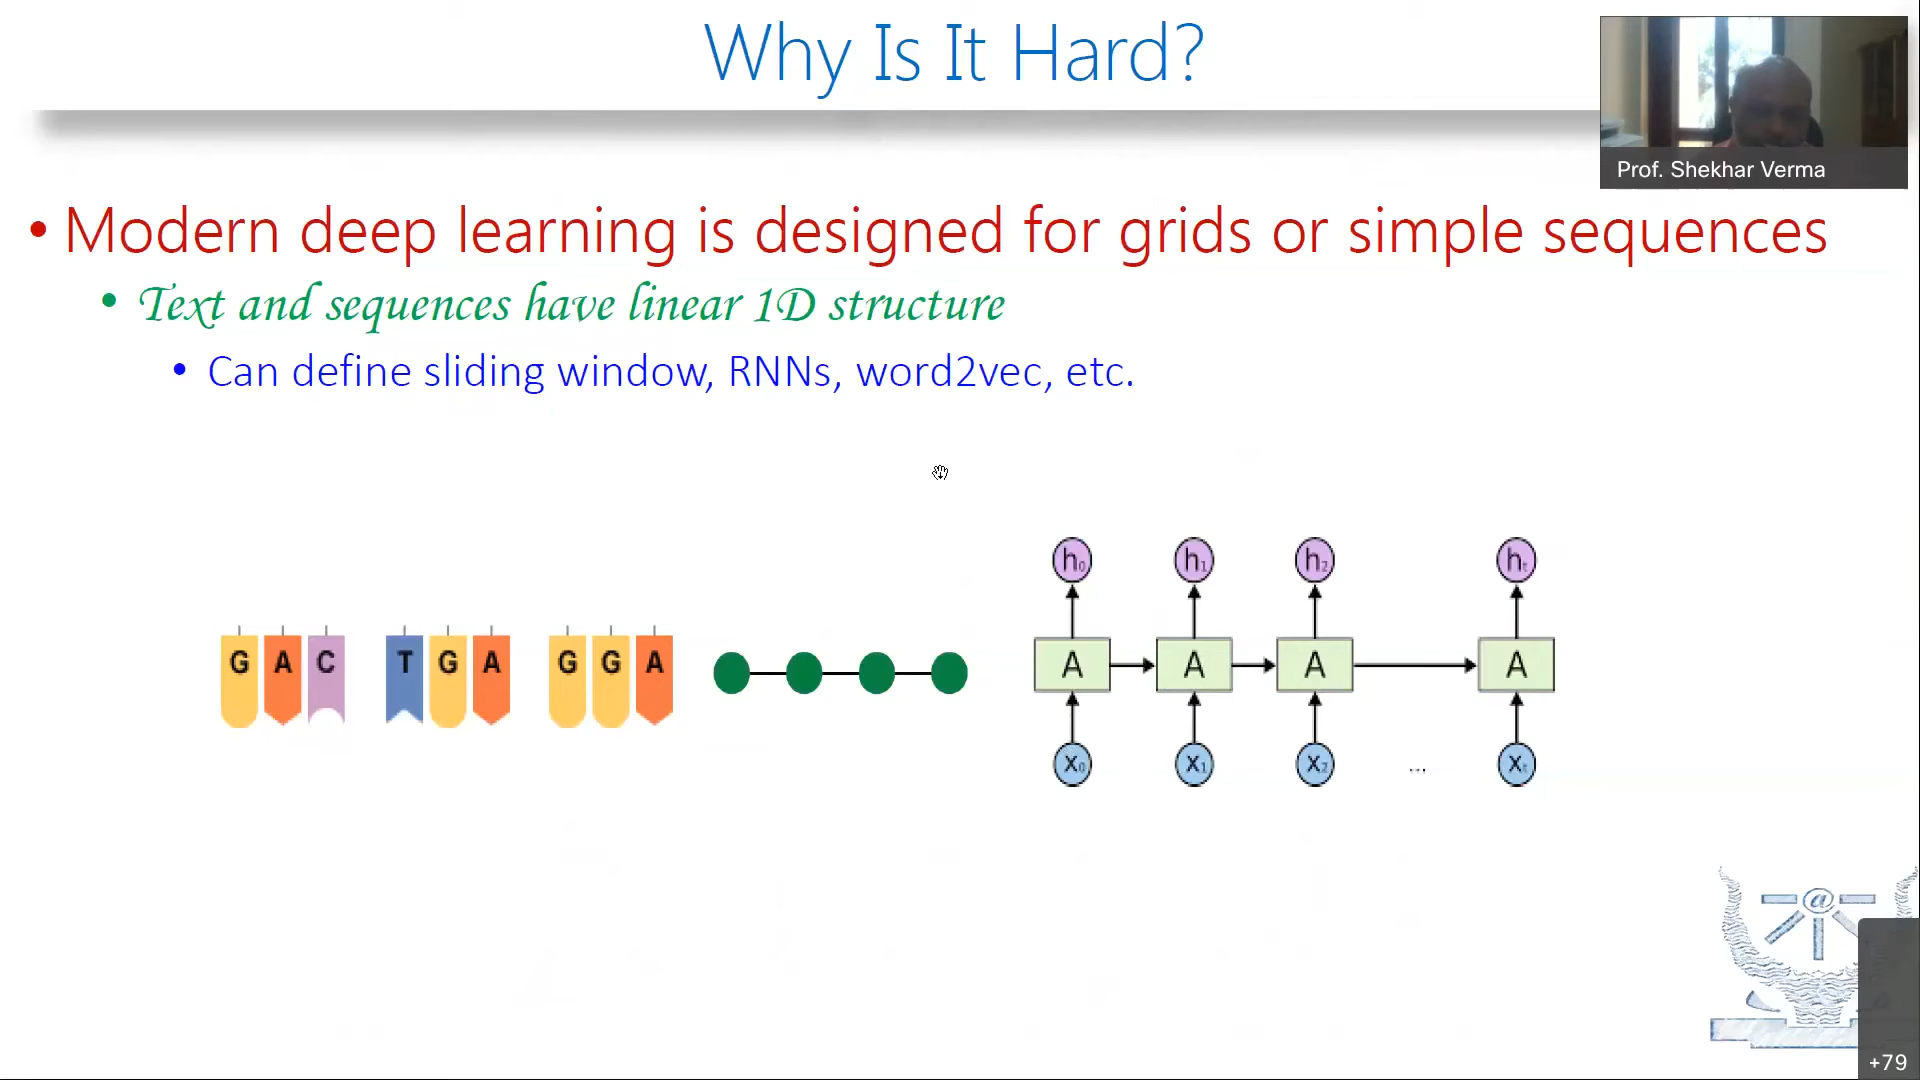 Why Is It Hard?
Prof. Shekhar Verma
• Modern deep learning is designed for grids or simple sequences
• Text and sequences have linear 1D structure
• Can define sliding window, RNNs, word2vec, etc.
h₀ h₁ h₂ hₜ
G A C T G A G G A
A A A A
x₀ x₁ x₂ ... xₜ
@
+79